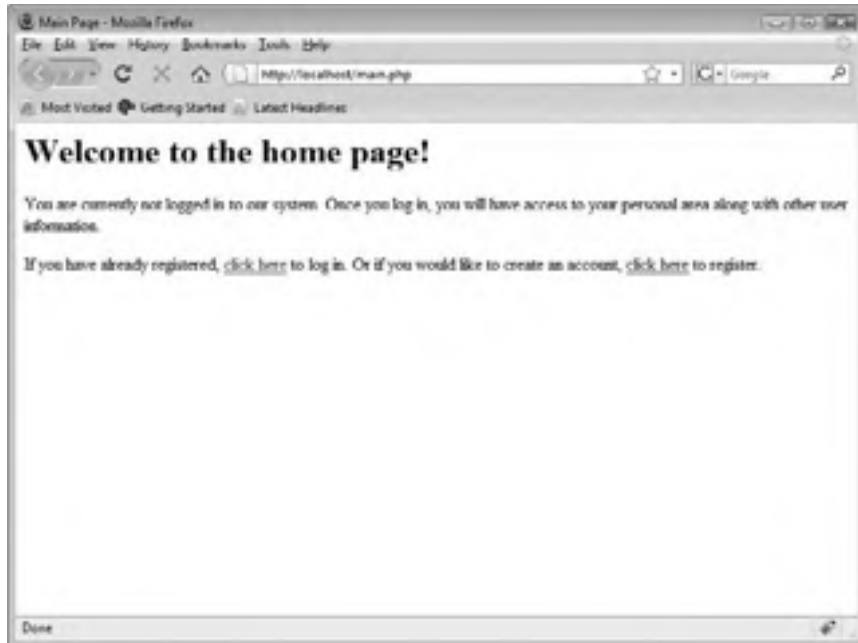 Main Page - Mozilla Firefox
File Edit View History Bookmarks Tools Help
http://localhost/main.php
Google
Most Visited Getting Started Latest Headlines
Welcome to the home page!
You are currently not logged in to our system. Once you log in, you will have access to your personal area along with other user
information.
If you have already registered, click here to log in. Or if you would like to create an account, click here to register.
Done